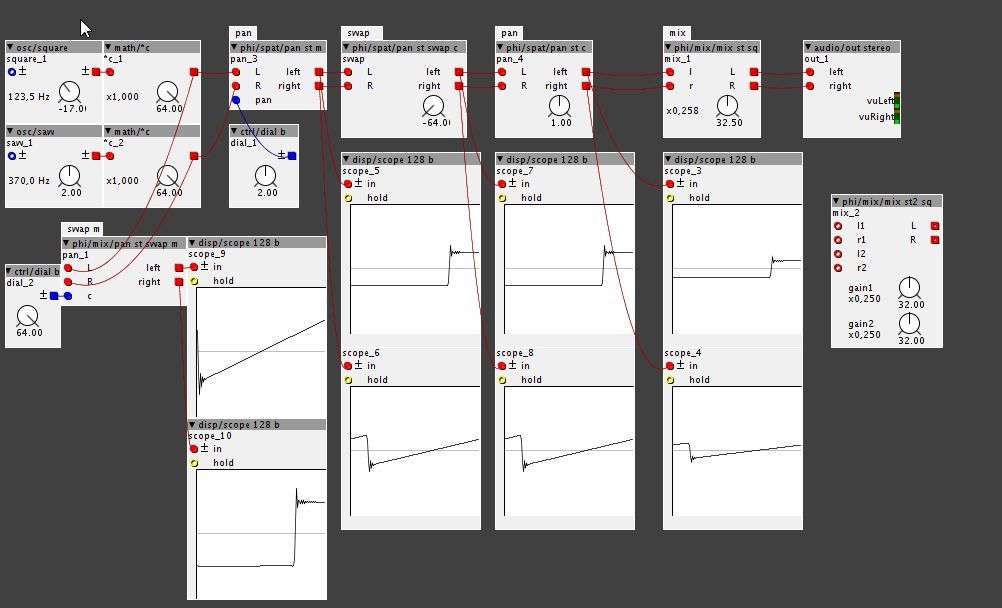 osc/square
square_1
±
±
123,5 Hz
-17.0
math/*c
*c_1
x1,000
64.00
pan
phi/spat/pan st m
pan_3
L
left
R
right
pan
swap
phi/spat/pan st swap c
swap
L
left
R
right
-64.0
pan
phi/spat/pan st c
pan_4
L
left
R
right
1.00
mix
phi/mix/mix st sq
mix_1
l
L
r
R
x0,258
32.50
audio/out stereo
out_1
left
right
vuLeft
vuRight
osc/saw
saw_1
±
±
370,0 Hz
2.00
math/*c
*c_2
x1,000
64.00
ctrl/dial b
dial_1
±
2.00
disp/scope 128 b
scope_5
± in
hold
disp/scope 128 b
scope_7
± in
hold
disp/scope 128 b
scope_3
± in
hold
phi/mix/mix st2 sq
mix_2
l1
L
r1
R
l2
r2
gain1
x0,250
32.00
gain2
x0,250
32.00
swap m
phi/mix/pan st swap m
pan_1
L
left
R
right
c
ctrl/dial b
dial_2
±
64.00
disp/scope 128 b
scope_9
± in
hold
scope_6
± in
hold
scope_8
± in
hold
scope_4
± in
hold
disp/scope 128 b
scope_10
± in
hold